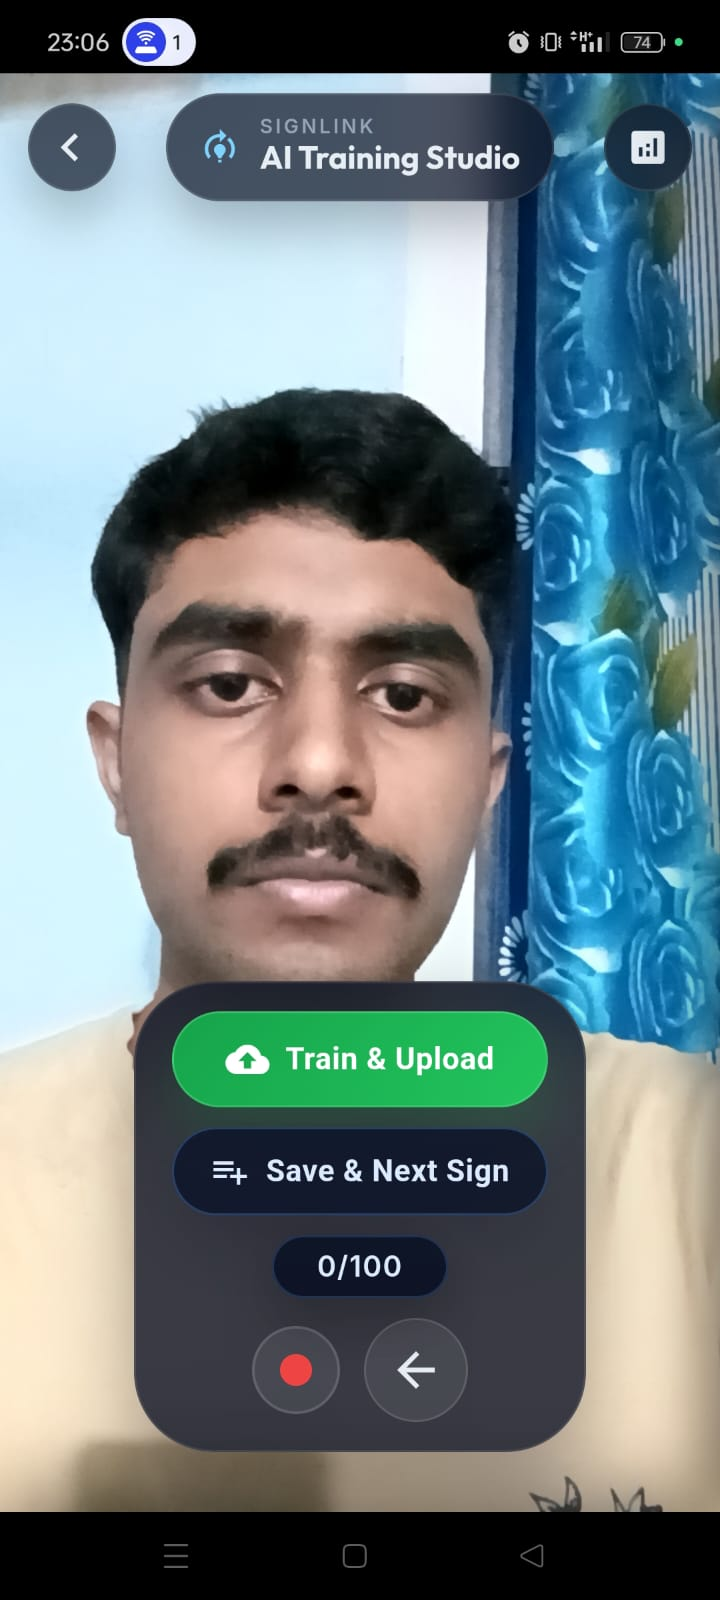 23:06
1
H+
74
SIGNLINK
AI Training Studio
Train & Upload
Save & Next Sign
0/100